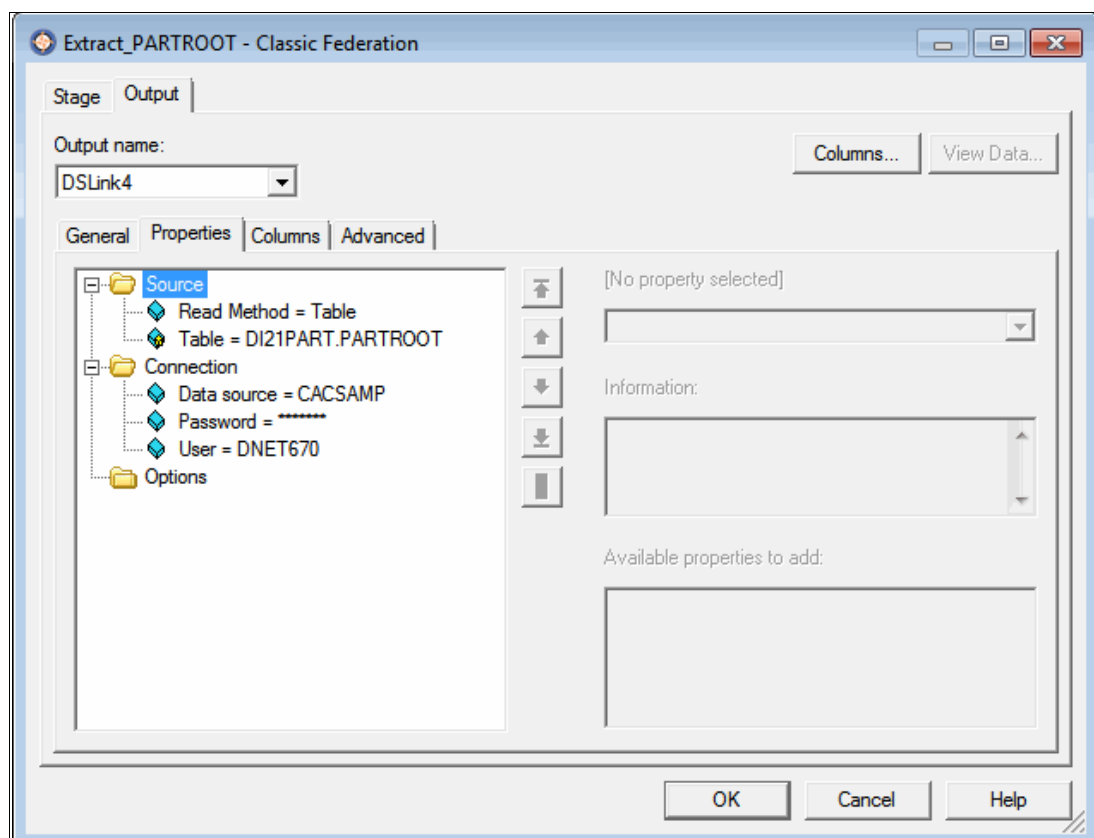 Extract_PARTROOT - Classic Federation
Stage Output
Output name:
DSLink4
Columns... View Data...
General Properties Columns Advanced
Source
Read Method = Table
Table = DI21PART.PARTROOT
Connection
Data source = CACSAMP
Password = *******
User = DNET670
Options
[No property selected]
Information:
Available properties to add:
OK Cancel Help